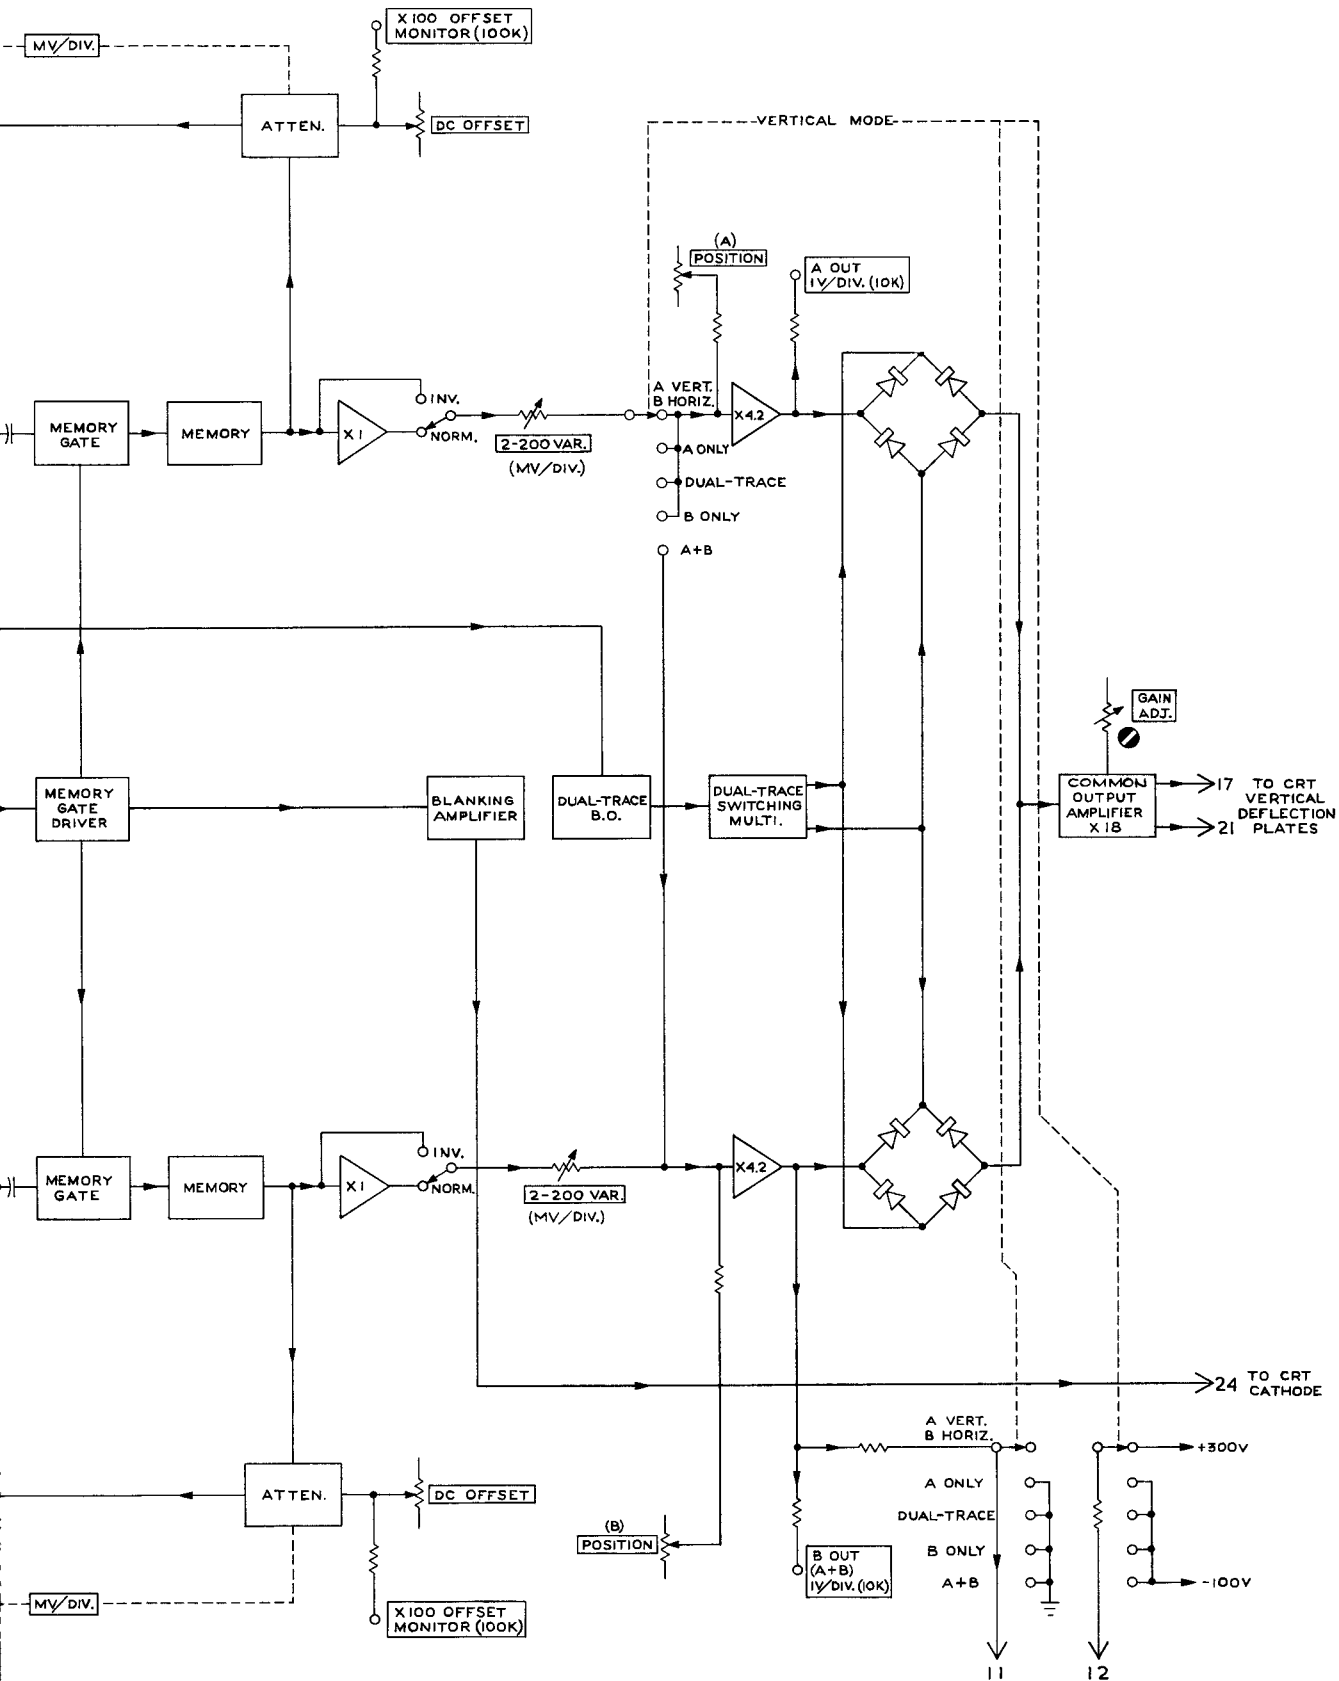 X100 OFFSET
MONITOR (100K)
MV/DIV.
ATTEN.
DC OFFSET
VERTICAL MODE
(A)
POSITION
A OUT
1V/DIV. (10K)
A VERT.
B HORIZ.
INV.
MEMORY
GATE
MEMORY
X1
NORM.
2-200 VAR.
(MV/DIV.)
X4.2
A ONLY
DUAL-TRACE
B ONLY
A+B
GAIN
ADJ.
MEMORY
GATE
DRIVER
BLANKING
AMPLIFIER
DUAL-TRACE
B.O.
DUAL-TRACE
SWITCHING
MULTI.
COMMON
OUTPUT
AMPLIFIER
X18
17
21
TO CRT
VERTICAL
DEFLECTION
PLATES
INV.
MEMORY
GATE
MEMORY
X1
NORM.
2-200 VAR.
(MV/DIV.)
X4.2
24
TO CRT
CATHODE
A VERT.
B HORIZ.
+300V
ATTEN.
DC OFFSET
A ONLY
DUAL-TRACE
B ONLY
A+B
-100V
(B)
POSITION
B OUT
(A+B)
1V/DIV. (10K)
MV/DIV.
X100 OFFSET
MONITOR (100K)
11
12